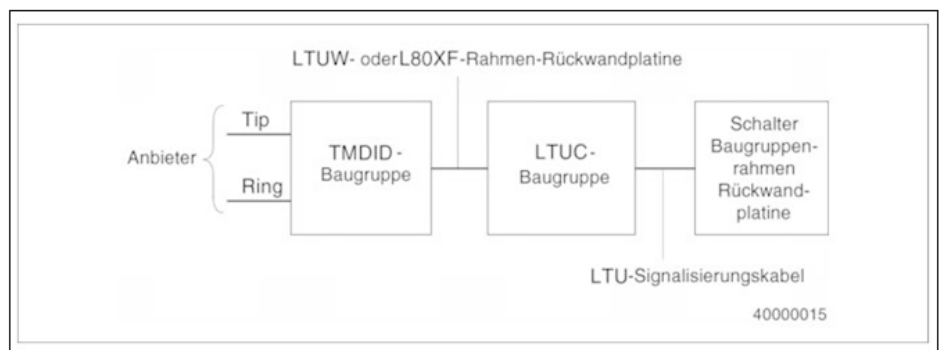 LTUW- oderL80XF-Rahmen-Rückwandplatine
Anbieter
Tip
Ring
TMDID-
Baugruppe
LTUC-
Baugruppe
Schalter
Baugruppen-
rahmen
Rückwand-
platine
LTU-Signalisierungskabel
40000015